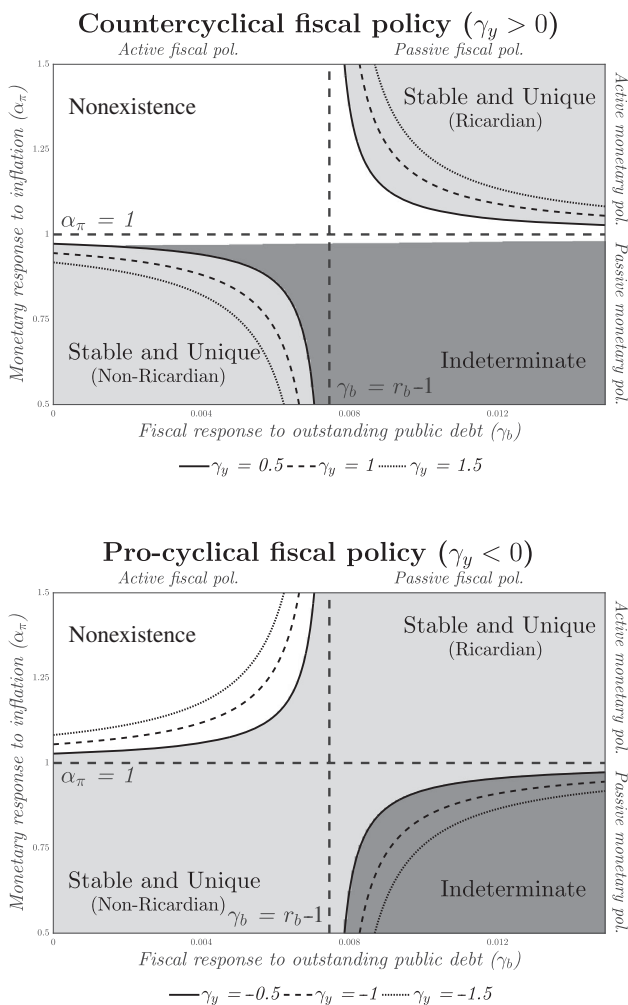 Countercyclical fiscal policy (γy > 0)
Active fiscal pol. Passive fiscal pol.
Monetary response to inflation (απ)
1.5
1.25
1
0.75
0.5
Nonexistence
Stable and Unique
(Ricardian)
απ = 1
Stable and Unique
(Non-Ricardian)
Indeterminate
γb = rb-1
Active monetary pol.
Passive monetary pol.
0 0.004 0.008 0.012
Fiscal response to outstanding public debt (γb)
γy = 0.5 γy = 1 γy = 1.5
Pro-cyclical fiscal policy (γy < 0)
Active fiscal pol. Passive fiscal pol.
Monetary response to inflation (απ)
1.5
1.25
1
0.75
0.5
Nonexistence
Stable and Unique
(Ricardian)
απ = 1
Stable and Unique
(Non-Ricardian)
γb = rb-1
Indeterminate
Active monetary pol.
Passive monetary pol.
0 0.004 0.008 0.012
Fiscal response to outstanding public debt (γb)
γy = -0.5 γy = -1 γy = -1.5